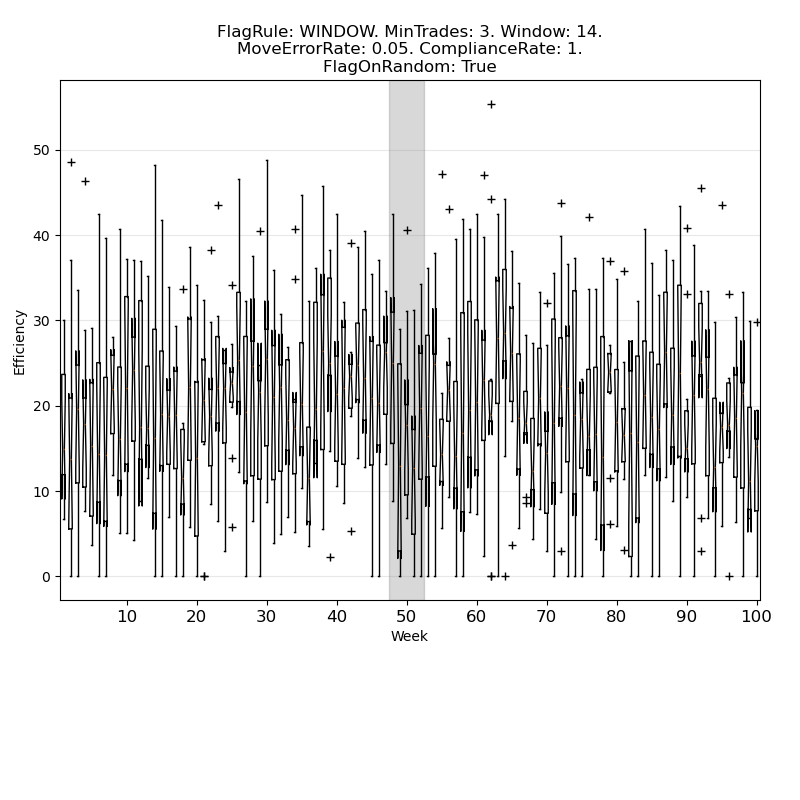 FlagRule: WINDOW. MinTrades: 3. Window: 14.
MoveErrorRate: 0.05. ComplianceRate: 1.
FlagOnRandom: True
50
40
30
20
10
0
Efficiency
10 20 30 40 50 60 70 80 90 100
Week